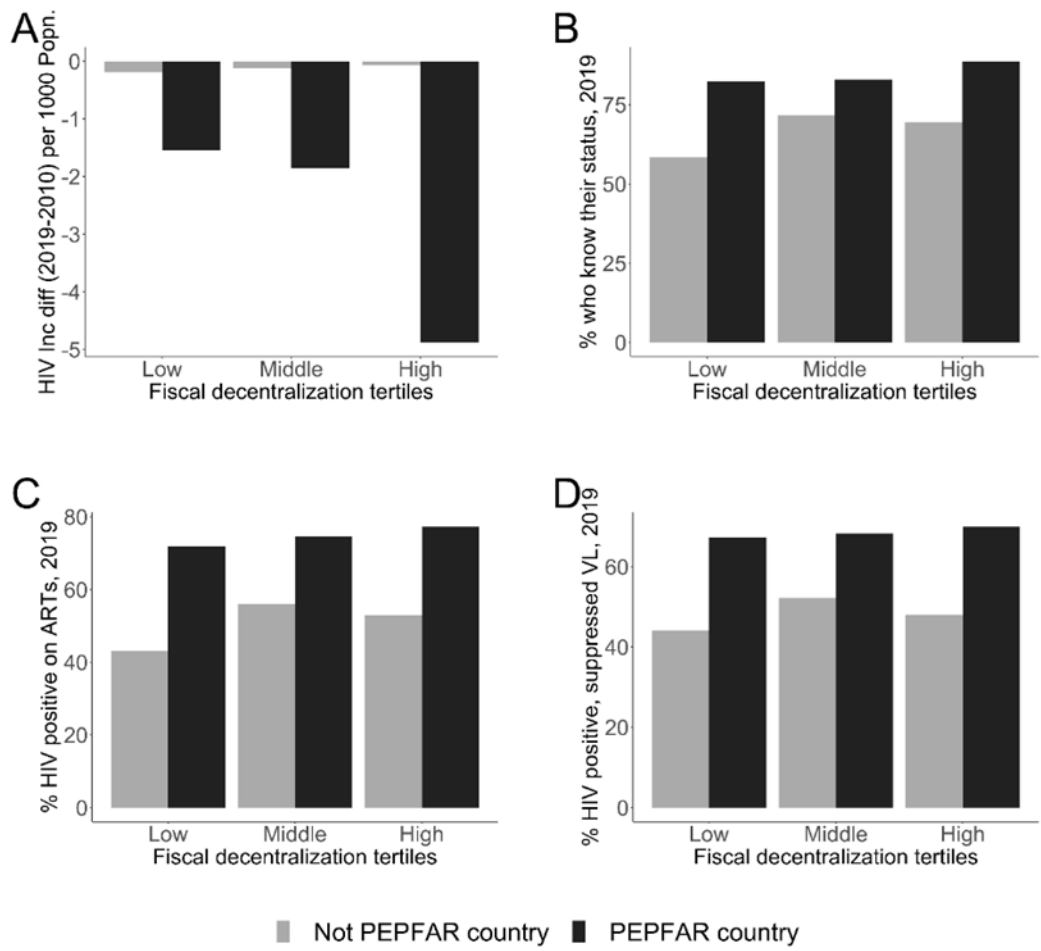 A
HIV Inc diff (2019-2010) per 1000 Popn.
0
-1
-2
-3
-4
-5
Low Middle High
Fiscal decentralization tertiles
B
% who know their status, 2019
75
50
25
0
Low Middle High
Fiscal decentralization tertiles
C
% HIV positive on ARTs, 2019
80
60
40
20
0
Low Middle High
Fiscal decentralization tertiles
D
% HIV positive, suppressed VL, 2019
60
40
20
0
Low Middle High
Fiscal decentralization tertiles
Not PEPFAR country PEPFAR country